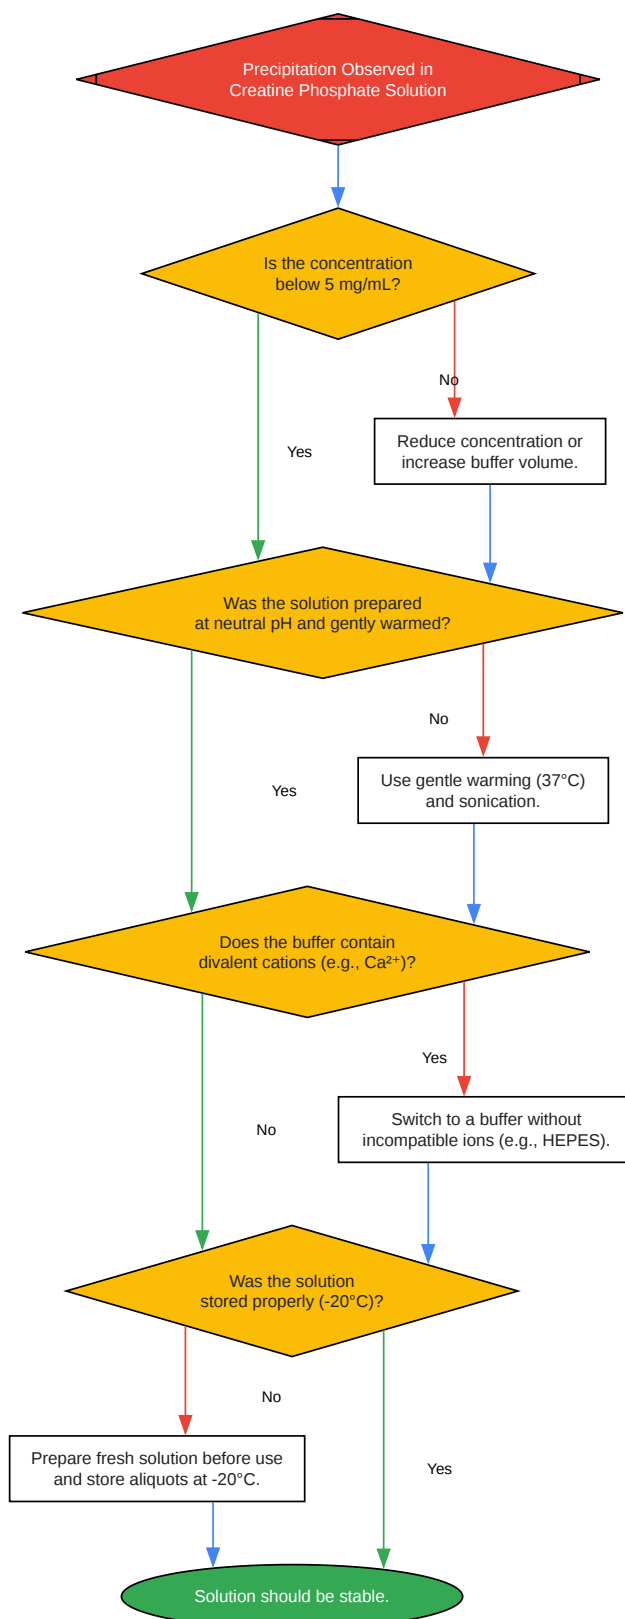 Precipitation Observed in
Creatine Phosphate Solution
Is the concentration
below 5 mg/mL?
No
Reduce concentration or
increase buffer volume.
Yes
Was the solution prepared
at neutral pH and gently warmed?
No
Use gentle warming (37°C)
and sonication.
Yes
Does the buffer contain
divalent cations (e.g., Ca²⁺)?
Yes
Switch to a buffer without
incompatible ions (e.g., HEPES).
No
Was the solution
stored properly (-20°C)?
No
Prepare fresh solution before use
and store aliquots at -20°C.
Yes
Solution should be stable.